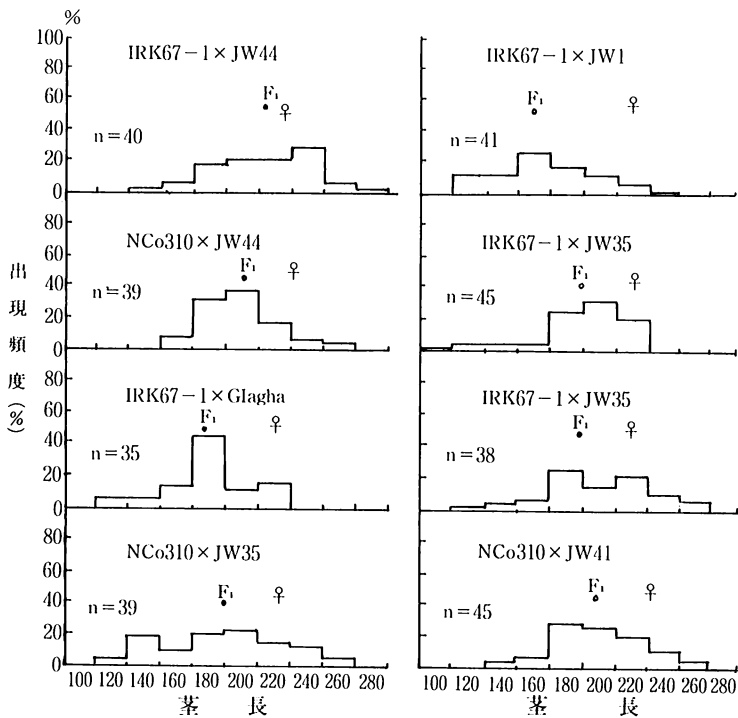 %
100
80
60
40
20
0
IRK67-1×JW44
F₁
♀
n=40
80
60
40
20
0
NCo310×JW44
F₁
♀
n=39
80
60
40
20
0
IRK67-1×Glagha
F₁
♀
n=35
80
60
40
20
0
NCo310×JW35
F₁
♀
n=39
100 120 140 160 180 200 220 240 260 280
茎長
IRK67-1×JW1
F₁
♀
n=41
IRK67-1×JW35
F₁
♀
n=45
IRK67-1×JW35
F₁
♀
n=38
NCo310×JW41
F₁
♀
n=45
100 120 140 160 180 200 220 240 260 280
茎長
出現頻度(%)